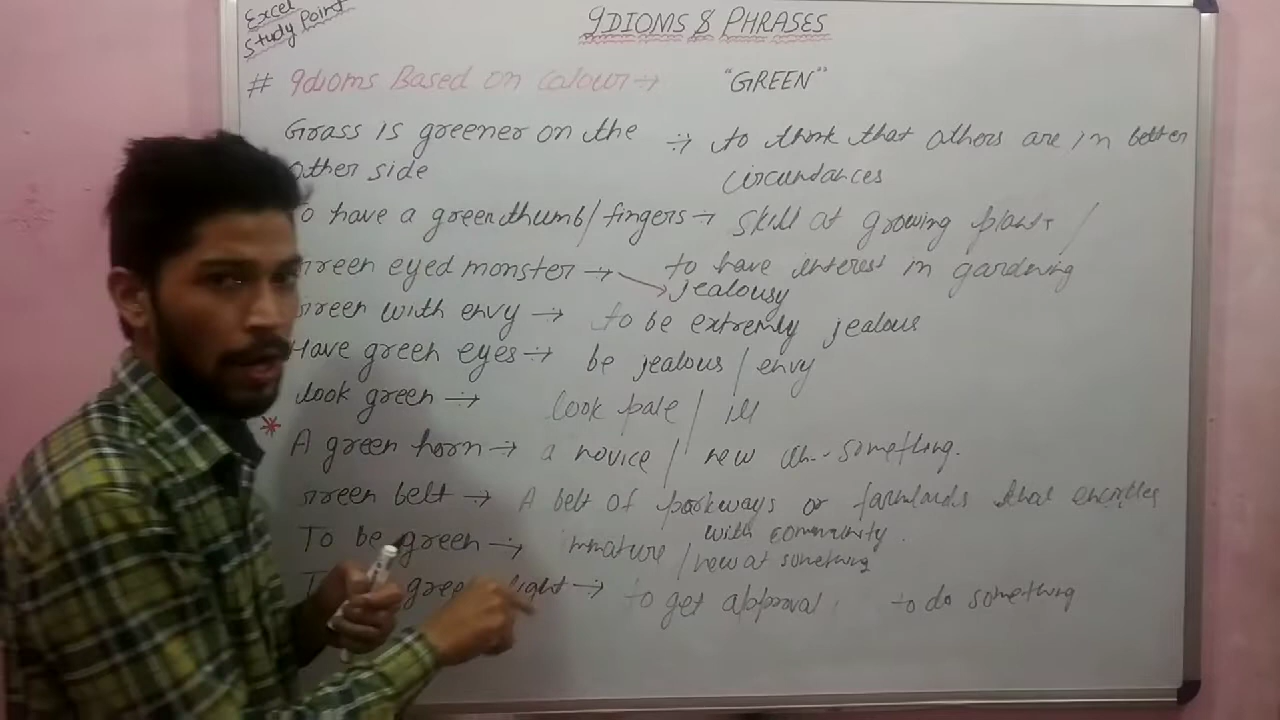 Excel
Study Point
IDIOMS & PHRASES
# Idioms Based on Colour → "GREEN"
Grass is greener on the other side → to think that others are in better circumstances
To have a green thumb/fingers → skill at growing plants /
to have interest in gardening
Green eyed monster → jealousy
Green with envy → to be extremly jealous
Have green eyes → be jealous / envy
Look green → look pale / ill
* A green horn → a novice / new at something.
Green belt → A belt of parkways or farmlands that encircles
with community.
To be green → immature / new at something
green light → to get approval to do something